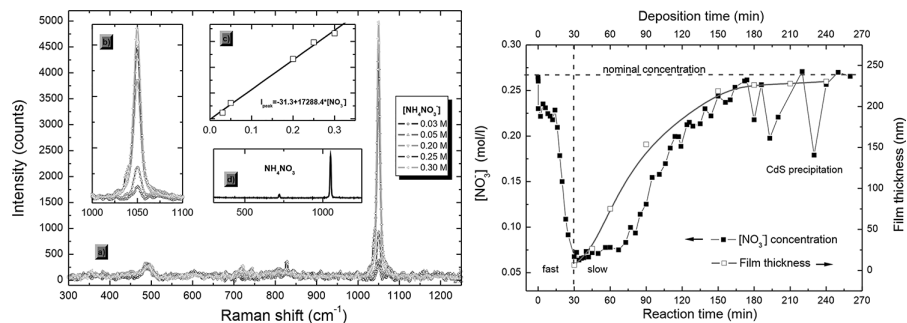 5000
4500
4000
3500
3000
2500
2000
1500
1000
500
0
Intensity (counts)
300 400 500 600 700 800 900 1000 1100 1200
Raman shift (cm⁻¹)
a)
b)
1000 1050 1100
c)
I_peak=-31.3+17288.4*[NO₃⁻]
0.0 0.1 0.2 0.3
d)
NH₄NO₃
500 1000
[NH₄NO₃]
0.03 M
0.05 M
0.20 M
0.25 M
0.30 M
Deposition time (min)
0 30 60 90 120 150 180 210 240 270
0.30
0.25
0.20
0.15
0.10
0.05
[NO₃⁻] (mol/l)
nominal concentration
CdS precipitation
[NO₃⁻] concentration
Film thickness
fast
slow
250
200
150
100
50
0
Film thickness (nm)
0 30 60 90 120 150 180 210 240 270
Reaction time (min)